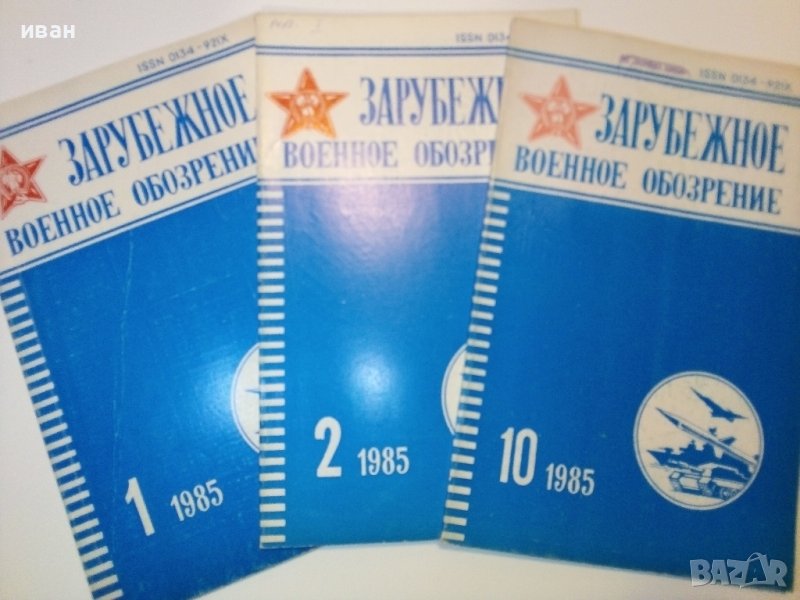 иван
ISSN 0134-921X
ЗАРУБЕЖНОЕ
ВОЕННОЕ ОБОЗРЕНИЕ
1 1985
ISSN 0134
ЗАРУБЕЖНОЕ
ВОЕННОЕ ОБОЗРЕН
2 1985
ISSN 0134-921X
ЗАРУБЕЖНОЕ
ВОЕННОЕ ОБОЗРЕНИЕ
10 1985
BAZAR